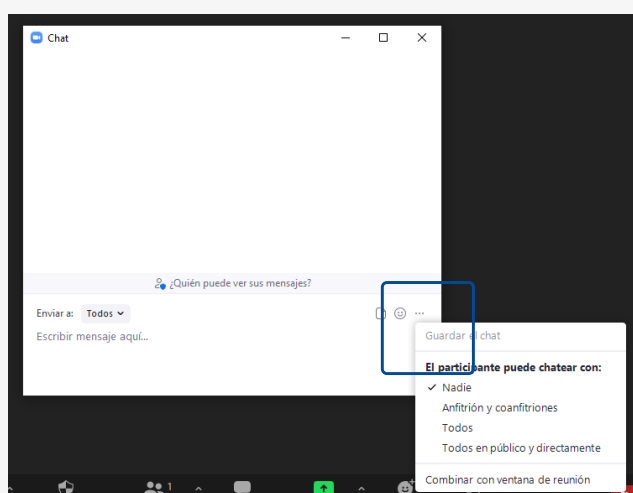 Chat
¿Quién puede ver sus mensajes?
Enviar a: Todos
Escribir mensaje aquí...
Guardar el chat
El participante puede chatear con:
✓ Nadie
Anfitrión y coanfitriones
Todos
Todos en público y directamente
Combinar con ventana de reunión
1